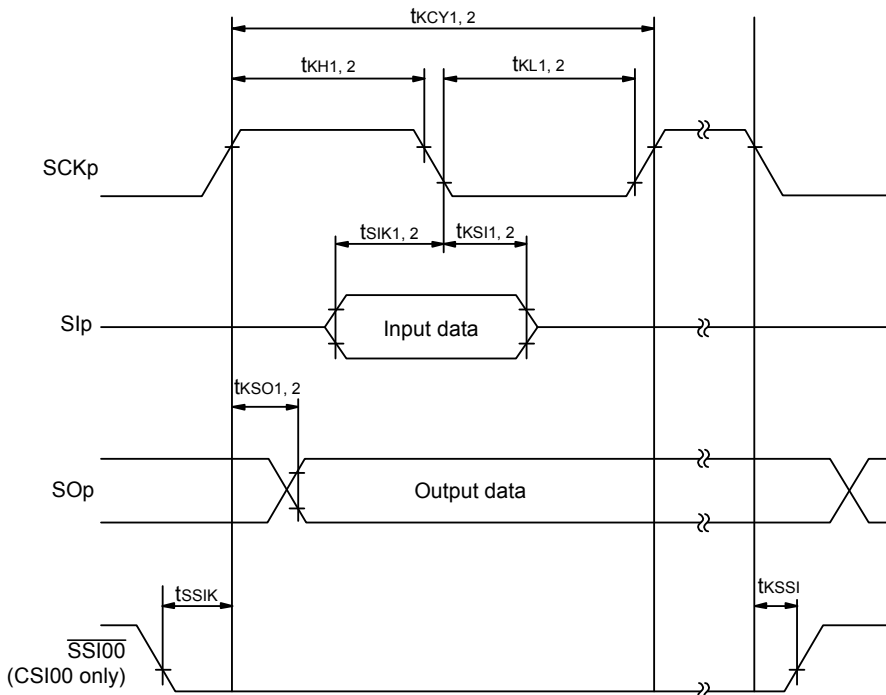 tKCY1, 2
tKH1, 2
tKL1, 2
SCKp
tSIK1, 2
tKSI1, 2
SIp
Input data
tKSO1, 2
SOp
Output data
tSSIK
tKSSI
SSI00
(CSI00 only)